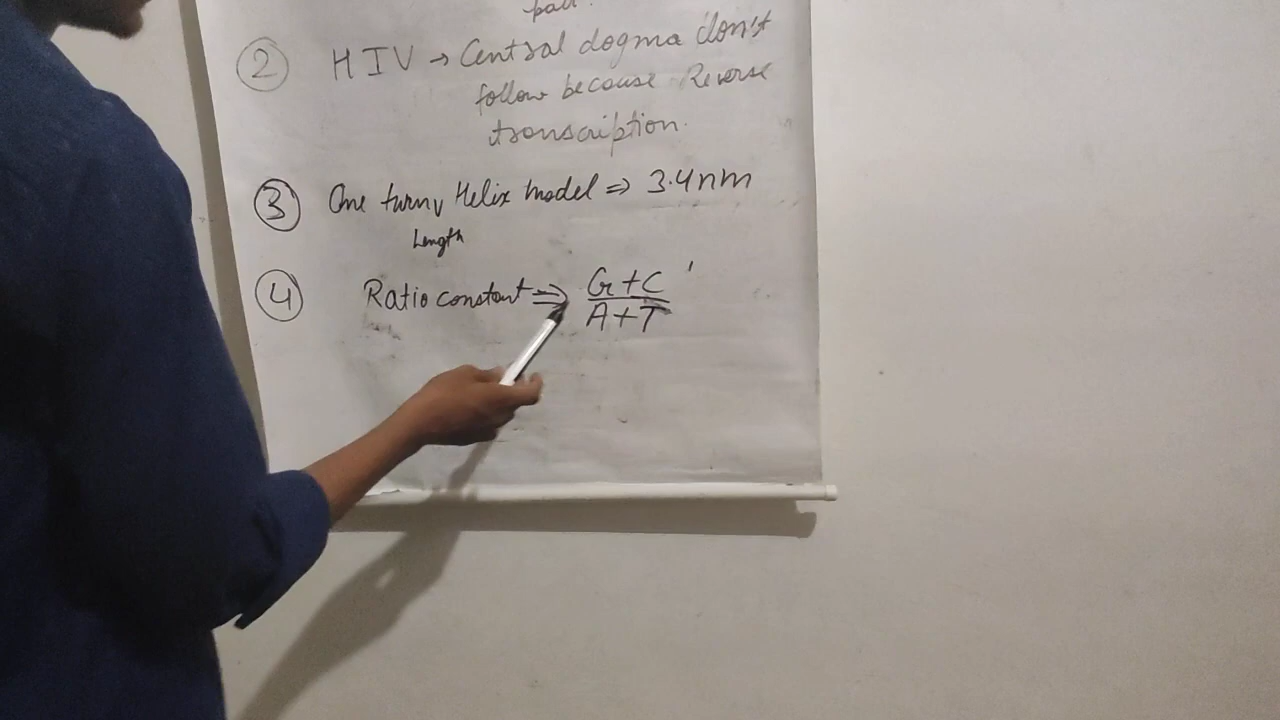 pair.
② HIV → Central dogma don't
follow because Reverse
transcription.
③ One turn Helix model ⇒ 3.4nm
Length
④ Ratio constant ⇒ G+C
A+T